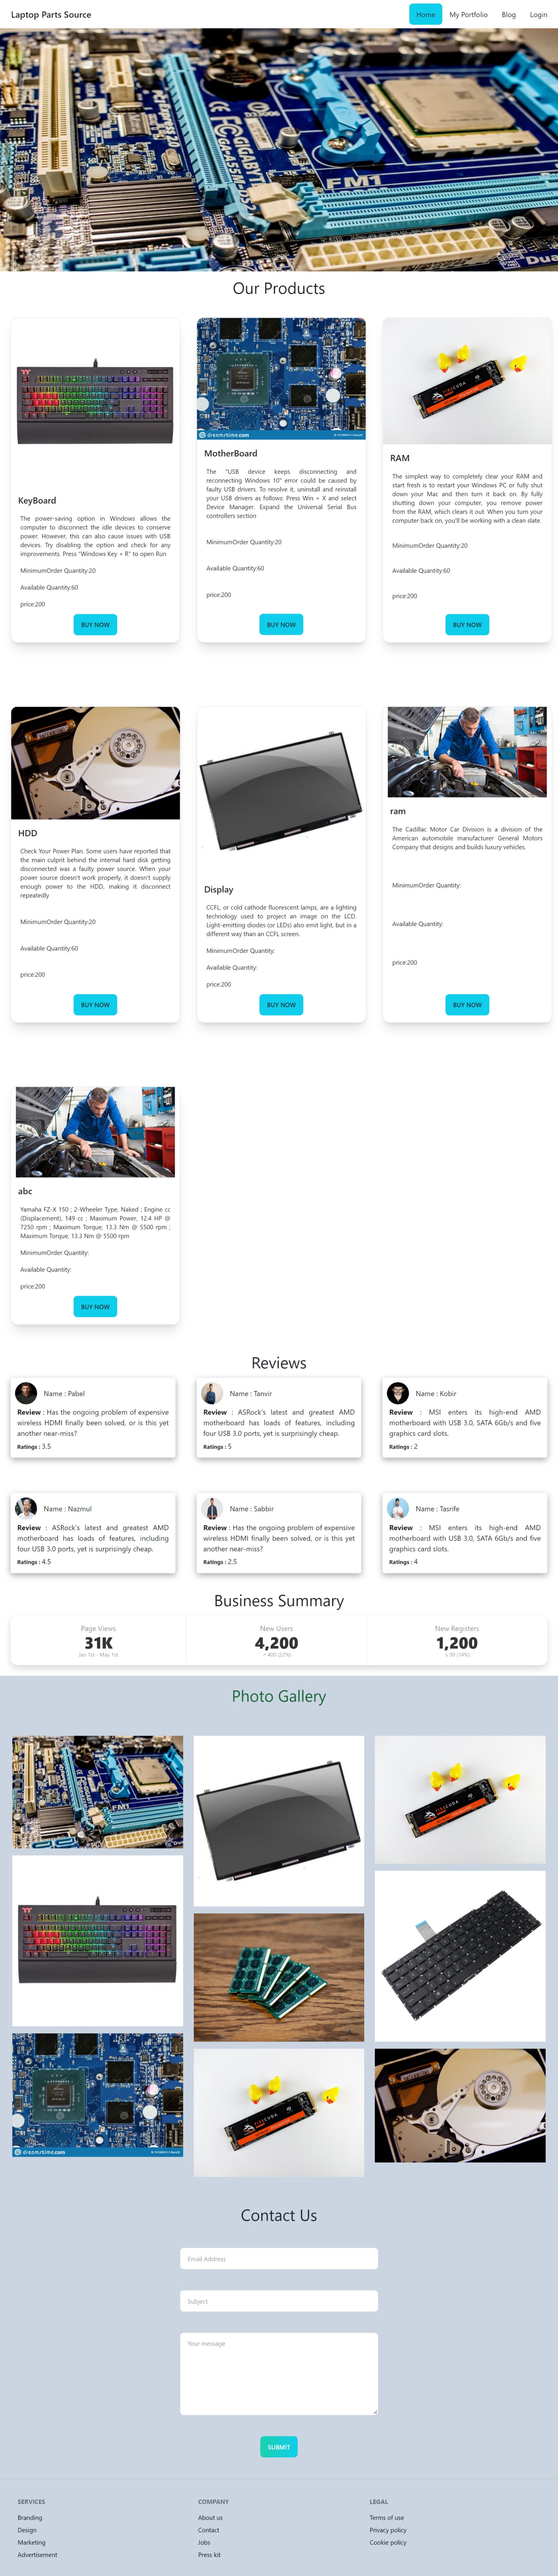 Laptop Parts Source
Home My Portfolio Blog Login
GIGABYTE
FM1
Dua
Our Products
dreamstime.com
FIRECUDA
KeyBoard
The power-saving option in Windows allows the
computer to disconnect the idle devices to conserve
power. However, this can also cause issues with USB
devices. Try disabling the option and check for any
improvements. Press "Windows Key + R" to open Run
MinimumOrder Quantity:20
Available Quantity:60
price:200
BUY NOW
MotherBoard
The "USB device keeps disconnecting and
reconnecting Windows 10" error could be caused by
faulty USB drivers. To resolve it, uninstall and reinstall
your USB drivers as follows: Press Win + X and select
Device Manager. Expand the Universal Serial Bus
controllers section
MinimumOrder Quantity:20
Available Quantity:60
price:200
BUY NOW
RAM
The simplest way to completely clear your RAM and
start fresh is to restart your Windows PC or fully shut
down your Mac and then turn it back on. By fully
shutting down your computer, you remove power
from the RAM, which clears it out. When you turn your
computer back on, you'll be working with a clean slate.
MinimumOrder Quantity:20
Available Quantity:60
price:200
BUY NOW
HDD
Check Your Power Plan. Some users have reported that
the main culprit behind the internal hard disk getting
disconnected was a faulty power source. When your
power source doesn't work properly, it doesn't supply
enough power to the HDD, making it disconnect
repeatedly
MinimumOrder Quantity:20
Available Quantity:60
price:200
BUY NOW
Display
CCFL, or cold cathode fluorescent lamps, are a lighting
technology used to project an image on the LCD.
Light-emitting diodes (or LEDs) also emit light, but in a
different way than an CCFL screen.
MinimumOrder Quantity:
Available Quantity:
price:200
BUY NOW
ram
The Cadillac Motor Car Division is a division of the
American automobile manufacturer General Motors
Company that designs and builds luxury vehicles.
MinimumOrder Quantity:
Available Quantity:
price:200
BUY NOW
abc
Yamaha FZ-X 150 ; 2-Wheeler Type, Naked ; Engine cc
(Displacement), 149 cc ; Maximum Power, 12.4 HP @
7250 rpm ; Maximum Torque, 13.3 Nm @ 5500 rpm ;
Maximum Torque, 13.3 Nm @ 5500 rpm
MinimumOrder Quantity:
Available Quantity:
price:200
BUY NOW
Reviews
Name : Pabel
Review : Has the ongoing problem of expensive
wireless HDMI finally been solved, or is this yet
another near-miss?
Ratings : 3.5
Name : Tanvir
Review : ASRock's latest and greatest AMD
motherboard has loads of features, including
four USB 3.0 ports, yet is surprisingly cheap.
Ratings : 5
Name : Kobir
Review : MSI enters its high-end AMD
motherboard with USB 3.0, SATA 6Gb/s and five
graphics card slots.
Ratings : 2
Name : Nazmul
Review : ASRock's latest and greatest AMD
motherboard has loads of features, including
four USB 3.0 ports, yet is surprisingly cheap.
Ratings : 4.5
Name : Sabbir
Review : Has the ongoing problem of expensive
wireless HDMI finally been solved, or is this yet
another near-miss?
Ratings : 2.5
Name : Tasrife
Review : MSI enters its high-end AMD
motherboard with USB 3.0, SATA 6Gb/s and five
graphics card slots.
Ratings : 4
Business Summary
Page Views
31K
Jan 1st - May 1st
New Users
4,200
↗︎ 400 (22%)
New Registers
1,200
↘︎ 90 (14%)
Photo Gallery
FM1
FIRECUDA
dreamstime.com
FIRECUDA
Contact Us
Email Address
Subject
Your message
SUBMIT
SERVICES
Branding
Design
Marketing
Advertisement
COMPANY
About us
Contact
Jobs
Press kit
LEGAL
Terms of use
Privacy policy
Cookie policy